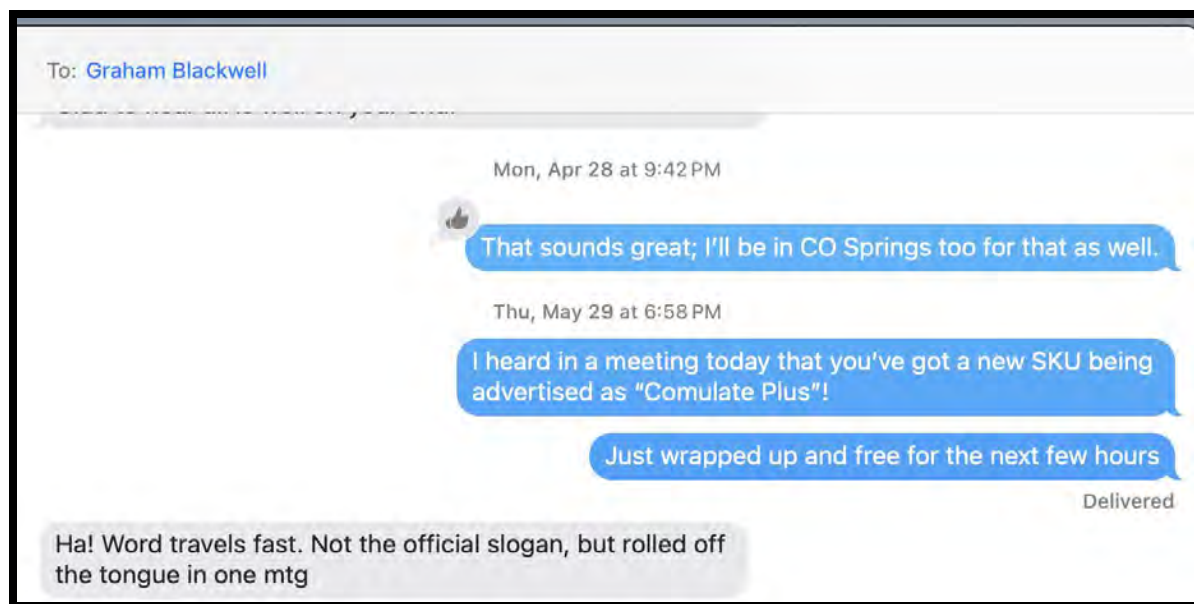 To: Graham Blackwell
Mon, Apr 28 at 9:42 PM
That sounds great; I’ll be in CO Springs too for that as well.
Thu, May 29 at 6:58 PM
I heard in a meeting today that you’ve got a new SKU being
advertised as “Comulate Plus”!
Just wrapped up and free for the next few hours
Delivered
Ha! Word travels fast. Not the official slogan, but rolled off
the tongue in one mtg